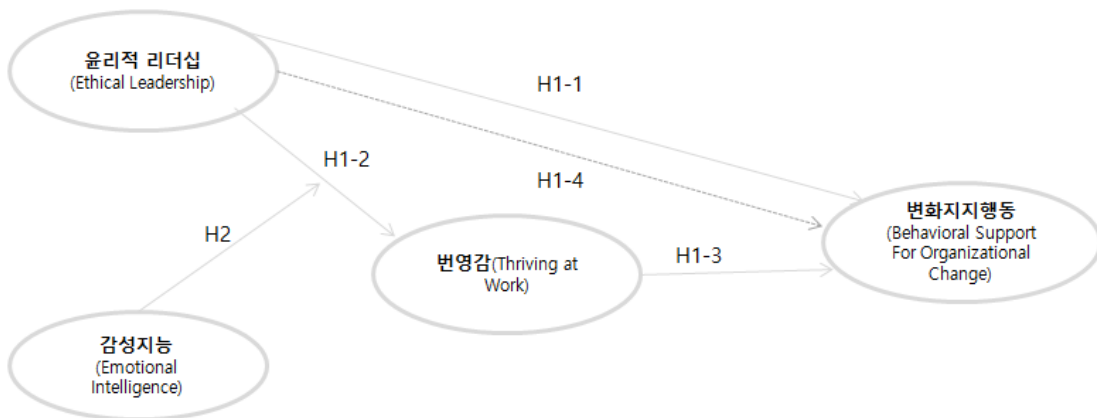 윤리적 리더십
(Ethical Leadership)
H1-1
H1-2
H1-4
변화지지행동
(Behavioral Support
For Organizational
Change)
H2
번영감(Thriving at
Work)
H1-3
감성지능
(Emotional
Intelligence)